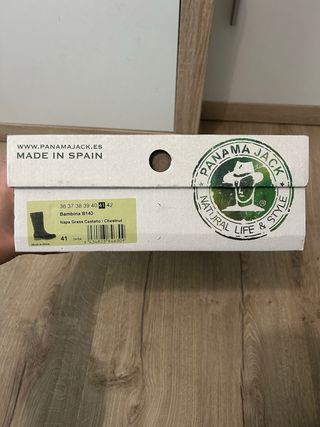 WWW.PANAMAJACK.ES
MADE IN SPAIN
PANAMA JACK
NATURAL LIFE & STYLE
®
36 37 38 39 40 41 42
Bambina B143
Napa Grass Castaño / Chestnut
41